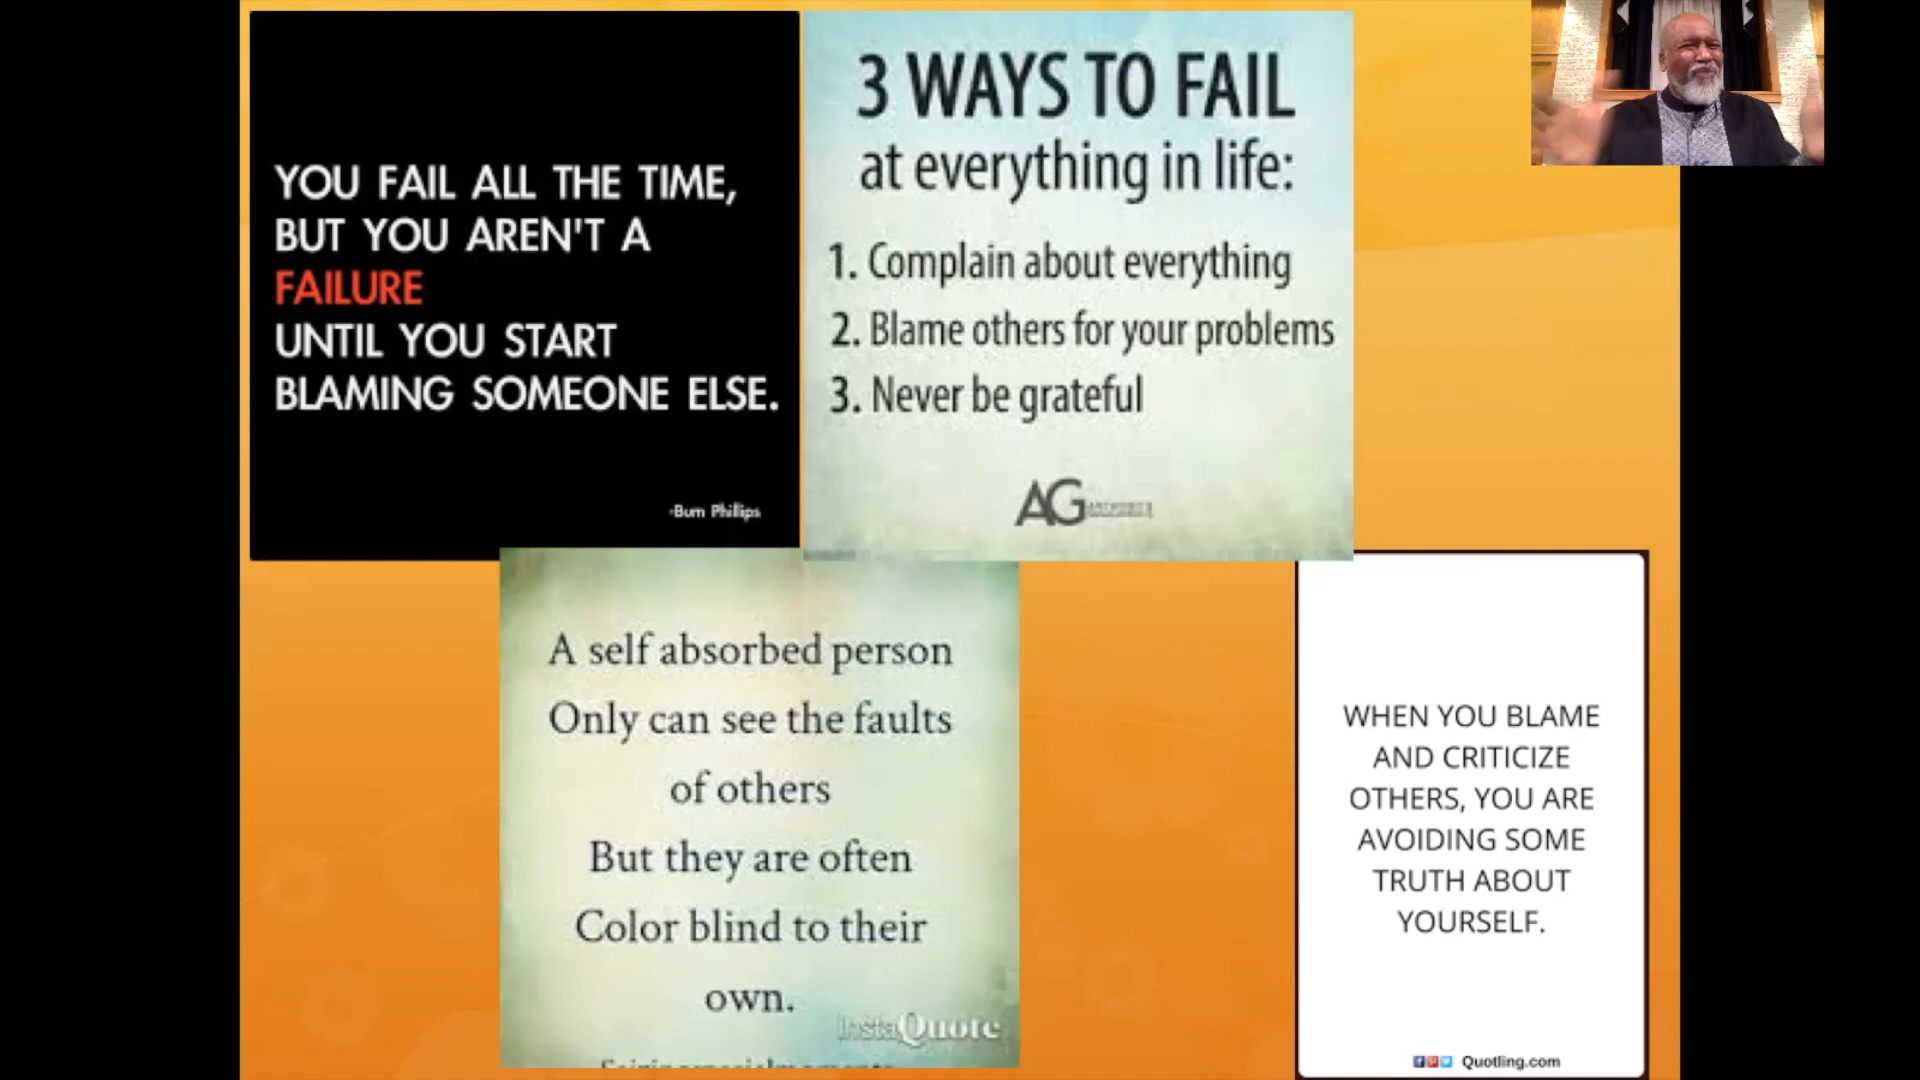 YOU FAIL ALL THE TIME,
BUT YOU AREN'T A
FAILURE
UNTIL YOU START
BLAMING SOMEONE ELSE.
-Bum Phillips
3 WAYS TO FAIL
at everything in life:
1. Complain about everything
2. Blame others for your problems
3. Never be grateful
AG
A self absorbed person
Only can see the faults
of others
But they are often
Color blind to their
own.
InstaQuote
WHEN YOU BLAME
AND CRITICIZE
OTHERS, YOU ARE
AVOIDING SOME
TRUTH ABOUT
YOURSELF.
Quotling.com